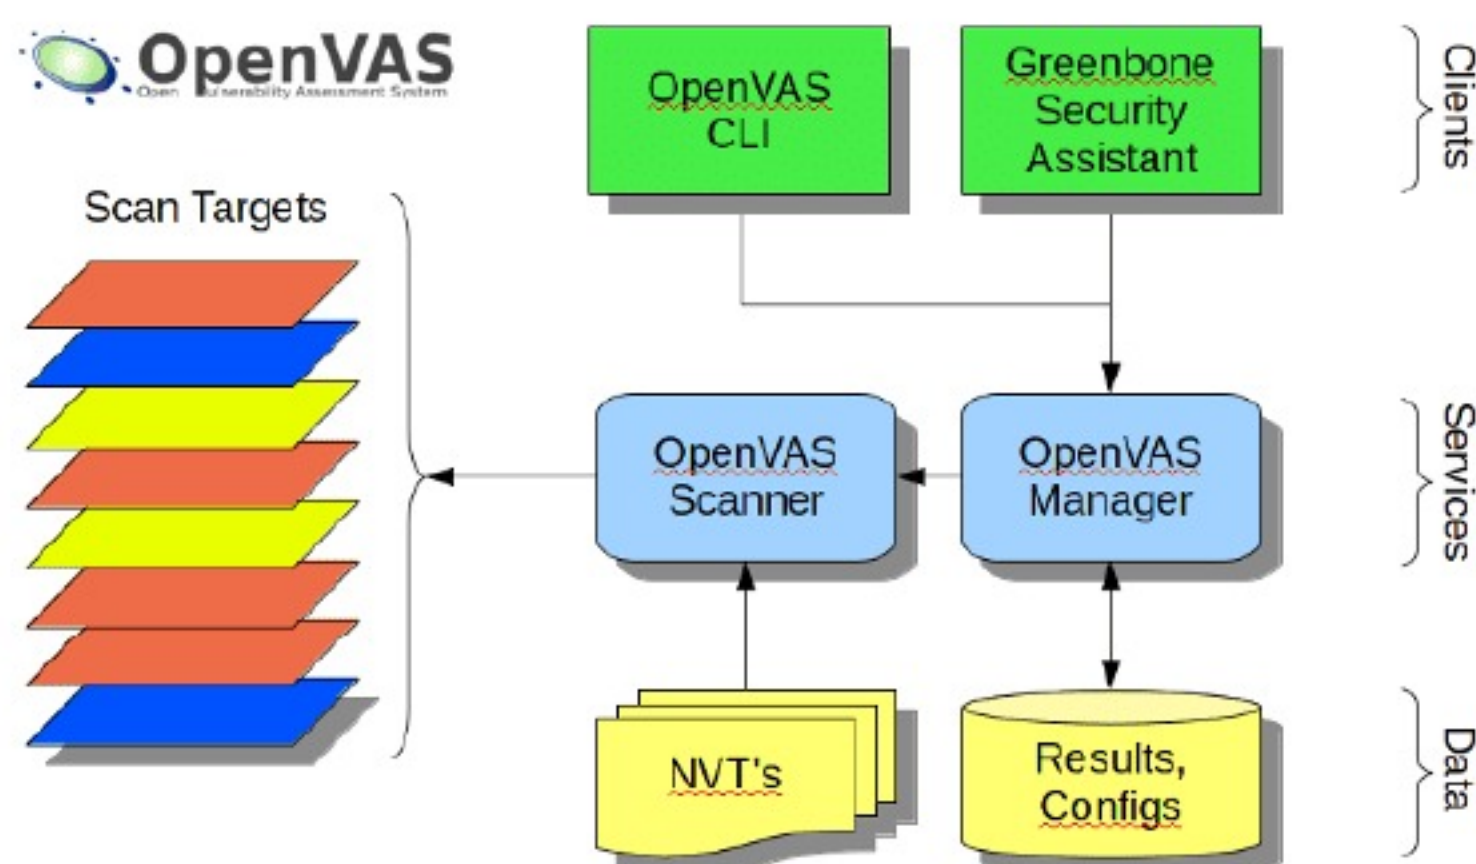 OpenVAS
Open Vulnerability Assessment System
OpenVAS
CLI
Greenbone
Security
Assistant
Clients
Scan Targets
OpenVAS
Scanner
OpenVAS
Manager
Services
NVT's
Results,
Configs
Data